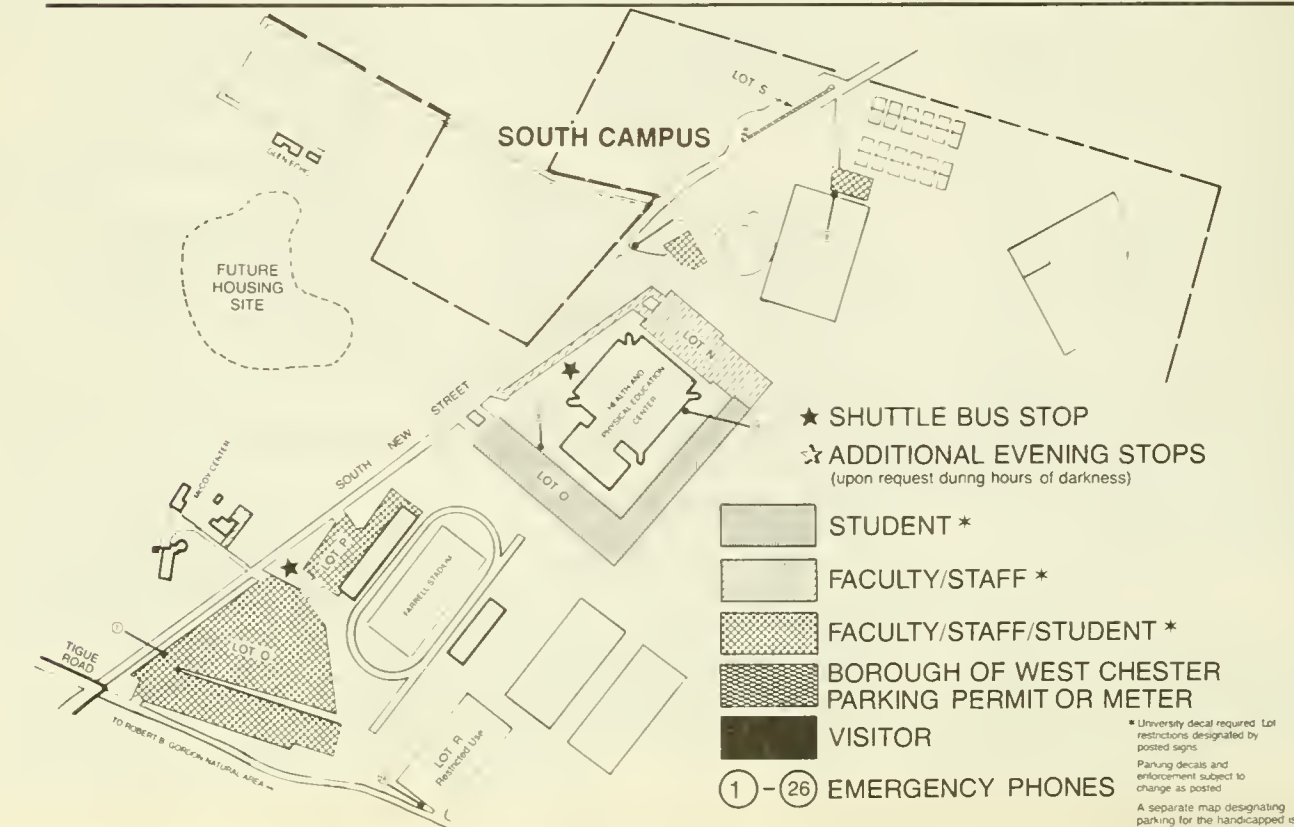 LOT S
SOUTH CAMPUS
FUTURE
HOUSING
SITE
LOT N
HEALTH AND
PHYSICAL EDUCATION
CENTER
SOUTH NEW STREET
LOT O
McCOY CENTER
LOT P
FARRELL STADIUM
LOT Q
TIGUE
ROAD
TO ROBERT B. GORDON NATURAL AREA
LOT R
Restricted Use
★ SHUTTLE BUS STOP
☆ ADDITIONAL EVENING STOPS
(upon request during hours of darkness)
STUDENT *
FACULTY/STAFF *
FACULTY/STAFF/STUDENT *
BOROUGH OF WEST CHESTER
PARKING PERMIT OR METER
VISITOR
1 - 26 EMERGENCY PHONES
* University decal required Lot
restrictions designated by
posted signs
Parking decals and
enforcement subject to
change as posted
A separate map designating
parking for the handicapped is